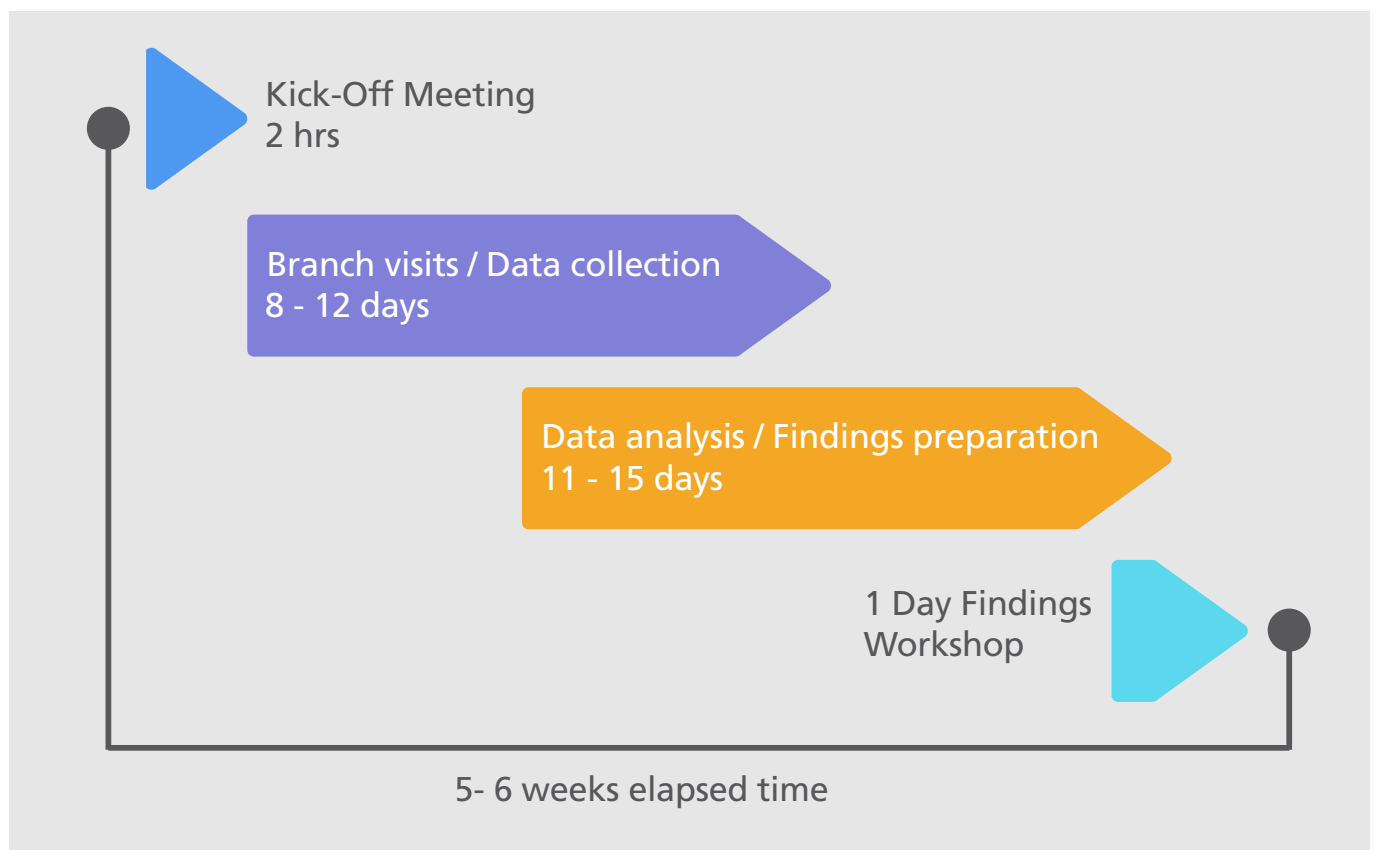 Kick-Off Meeting
2 hrs
Branch visits / Data collection
8 - 12 days
Data analysis / Findings preparation
11 - 15 days
1 Day Findings
Workshop
5- 6 weeks elapsed time